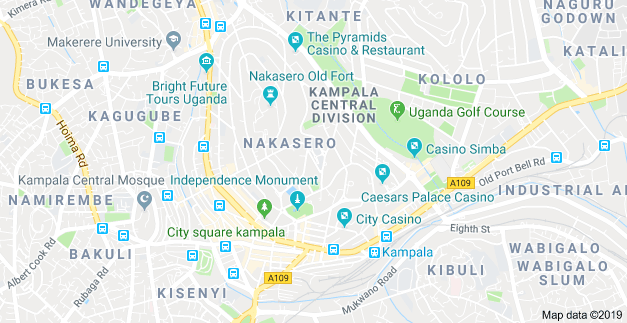 WANDEGEYA
Kimera Rd
KITANTE
NAGURU
GODOWN
Makerere University
The Pyramids
Casino & Restaurant
KATALI
BUKESA
Bright Future
Tours Uganda
Nakasero Old Fort
KOLOLO
KAMPALA
CENTRAL
DIVISION
Uganda Golf Course
KAGUGUBE
Hoima Rd
NAKASERO
Casino Simba
Kampala Central Mosque
Independence Monument
A109
Old Port Bell Rd
Caesars Palace Casino
INDUSTRIAL AR
NAMIREMBE
City square kampala
City Casino
Eighth St
BAKULI
Kampala
WABIGALO
WABIGALO
SLUM
Albert Cook Rd
Rubaga Rd
A109
KIBULI
KISENYI
Mukwano Road
Map data ©2019